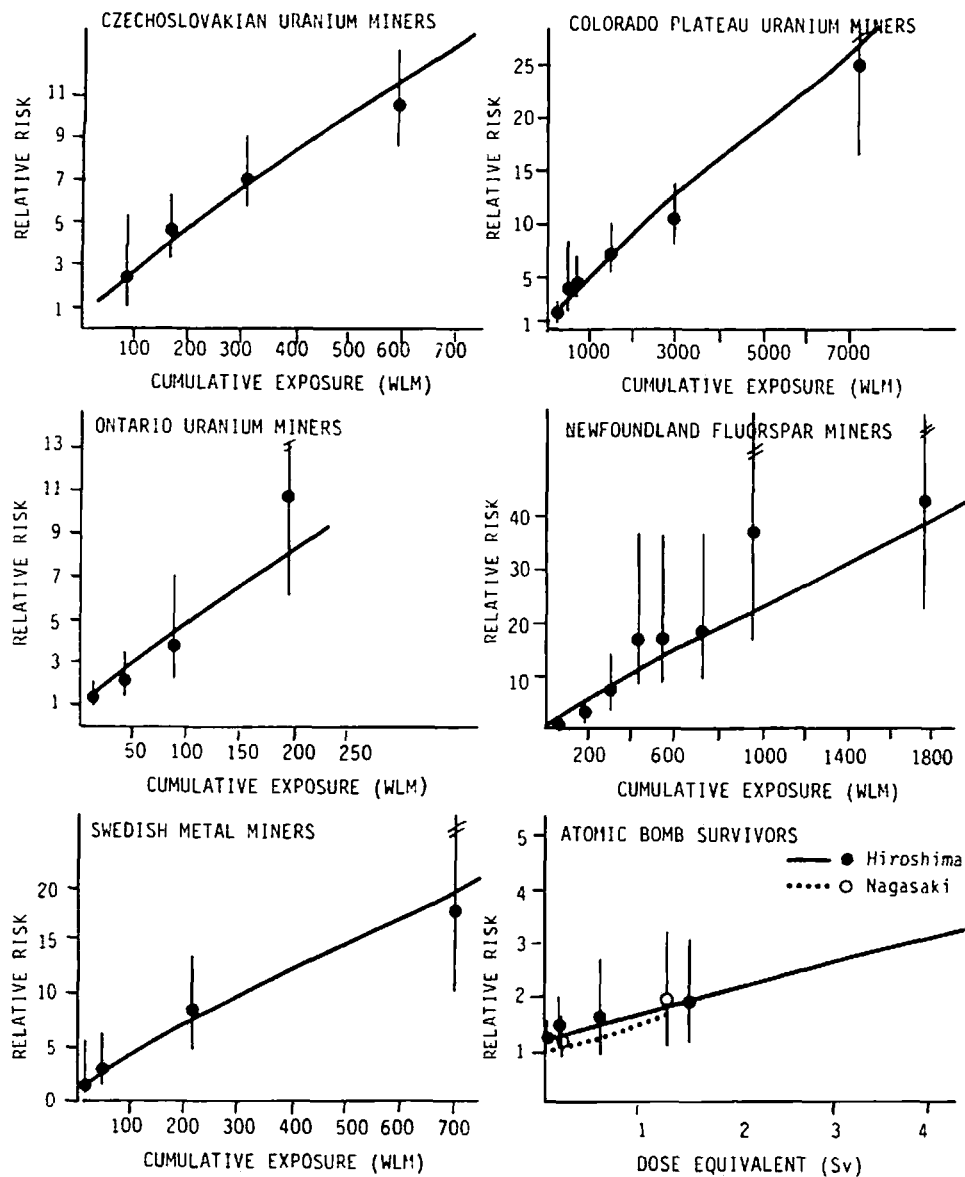 CZECHOSLOVAKIAN URANIUM MINERS
RELATIVE RISK
11
9
7
5
3
1
100 200 300 400 500 600 700
CUMULATIVE EXPOSURE (WLM)
COLORADO PLATEAU URANIUM MINERS
RELATIVE RISK
25
20
15
10
5
1
1000 3000 5000 7000
CUMULATIVE EXPOSURE (WLM)
ONTARIO URANIUM MINERS
RELATIVE RISK
13
11
9
7
5
3
1
50 100 150 200 250
CUMULATIVE EXPOSURE (WLM)
NEWFOUNDLAND FLUORSPAR MINERS
RELATIVE RISK
40
30
20
10
200 600 1000 1400 1800
CUMULATIVE EXPOSURE (WLM)
SWEDISH METAL MINERS
RELATIVE RISK
20
15
10
5
0
100 200 300 400 500 600 700
CUMULATIVE EXPOSURE (WLM)
ATOMIC BOMB SURVIVORS
Hiroshima
Nagasaki
RELATIVE RISK
5
4
3
2
1
1 2 3 4
DOSE EQUIVALENT (Sv)